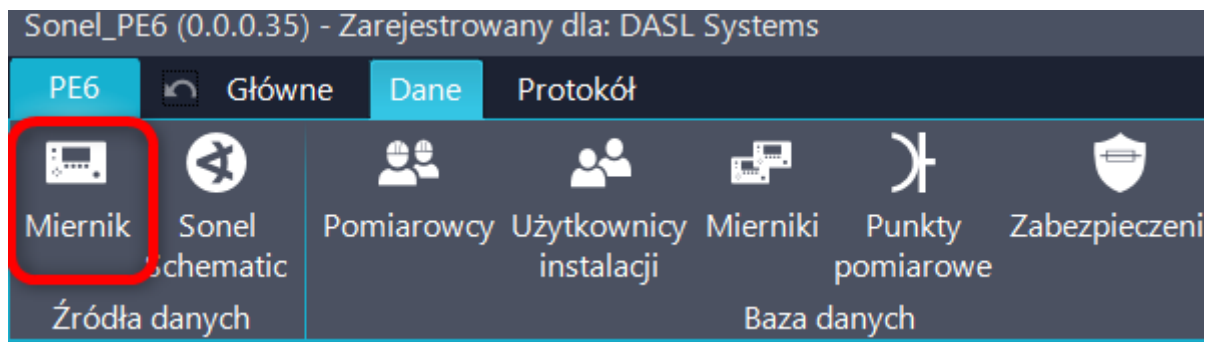 Sonel_PE6 (0.0.0.35) - Zarejestrowany dla: DASL Systems
PE6 Główne Dane Protokół
Miernik Sonel Pomiarowcy Użytkownicy Mierniki Punkty Zabezpieczeni
Schematic instalacji pomiarowe
Źródła danych Baza danych